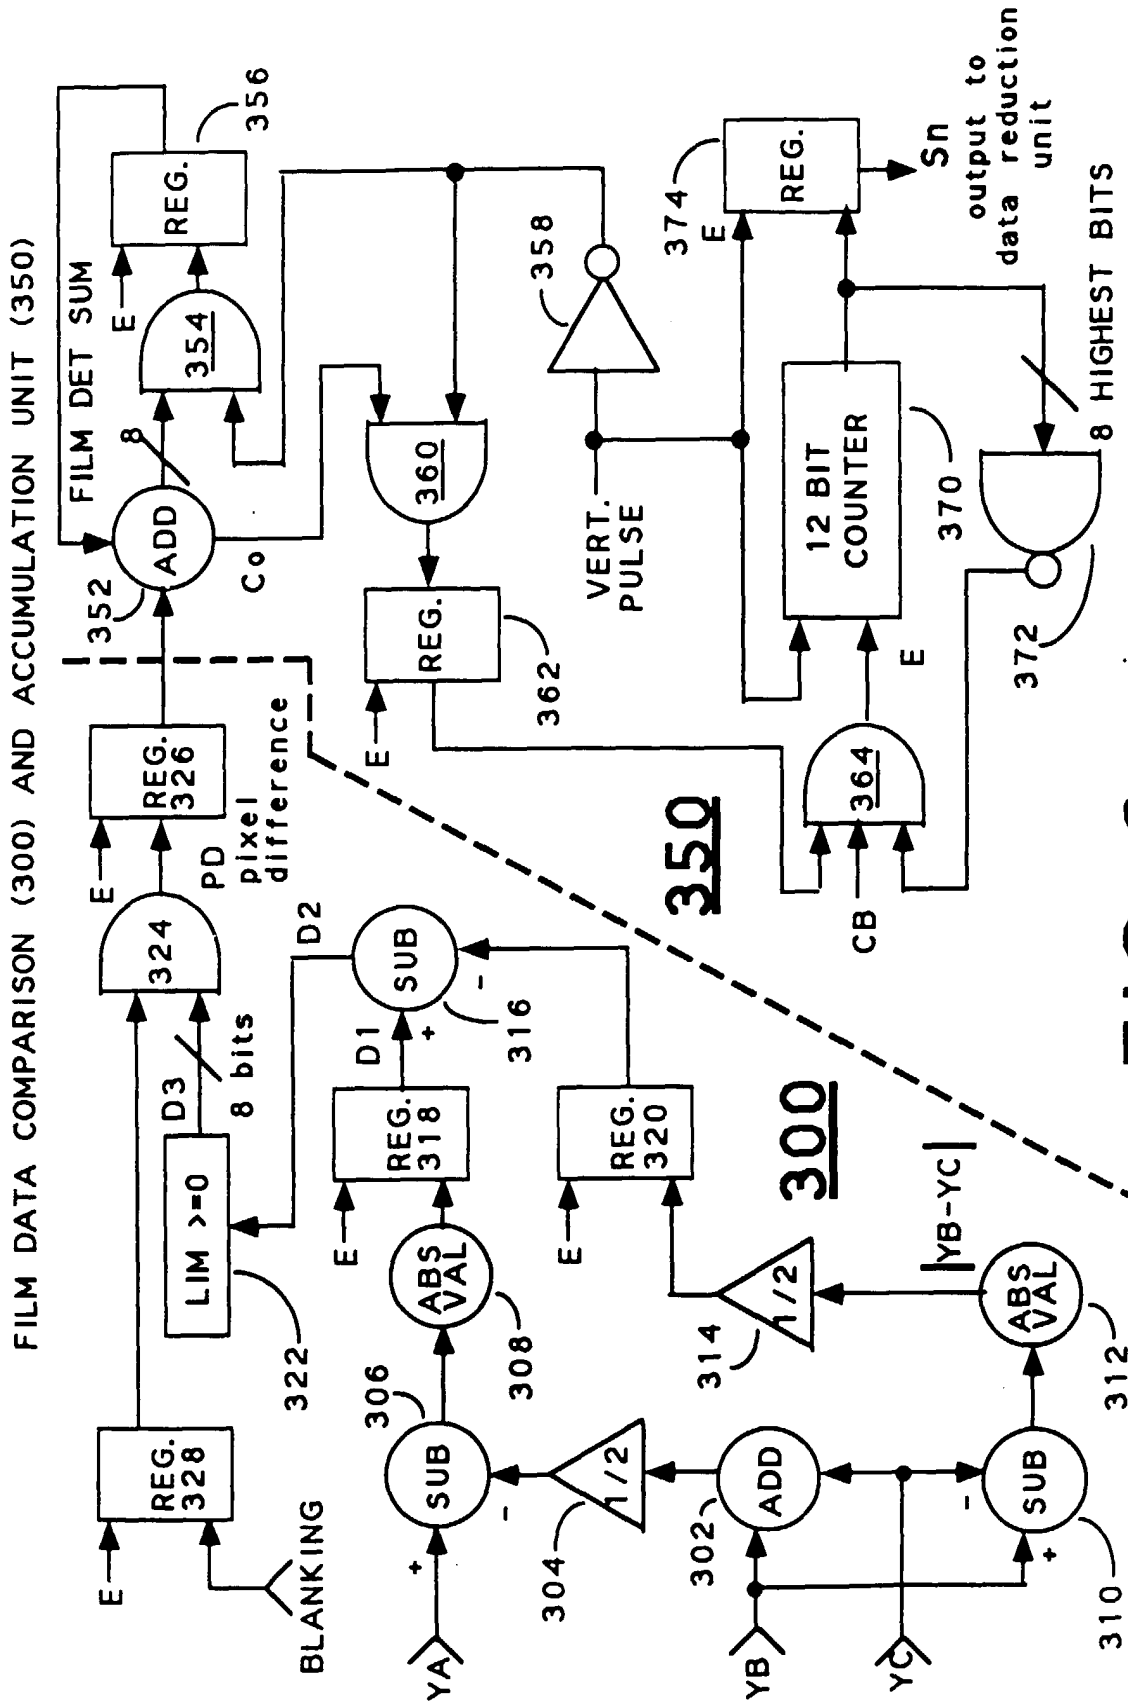 FILM DATA COMPARISON (300) AND ACCUMULATION UNIT (350)
BLANKING
E
REG.
328
322
LIM >=0
D3
8 bits
324
E
REG.
326
PD
pixel
difference
352
ADD
8
FILM DET SUM
Co
354
E
REG.
356
YA
+
-
SUB
306
ABS
VAL
308
E
REG.
318
D1
+
-
SUB
316
D2
304
1/2
E
REG.
320
360
E
REG.
362
358
VERT.
PULSE
YB
YC
302
ADD
310
SUB
+
-
ABS
VAL
312
|YB-YC|
314
1/2
300
350
CB
364
E
12 BIT
COUNTER
370
372
8 HIGHEST BITS
374
E
REG.
Sn
output to
data reduction
unit